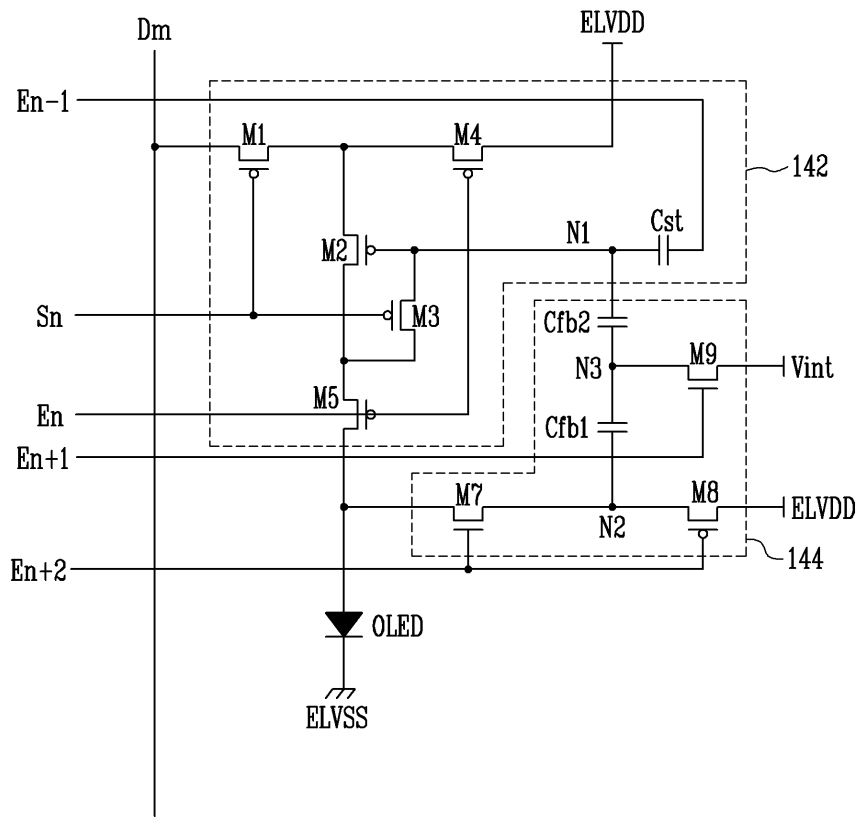 Dm
ELVDD
En-1
M1
M4
142
Cst
N1
M2
Sn
M3
Cfb2
M9
N3
Vint
M5
En
Cfb1
En+1
M7
M8
ELVDD
N2
144
En+2
OLED
ELVSS